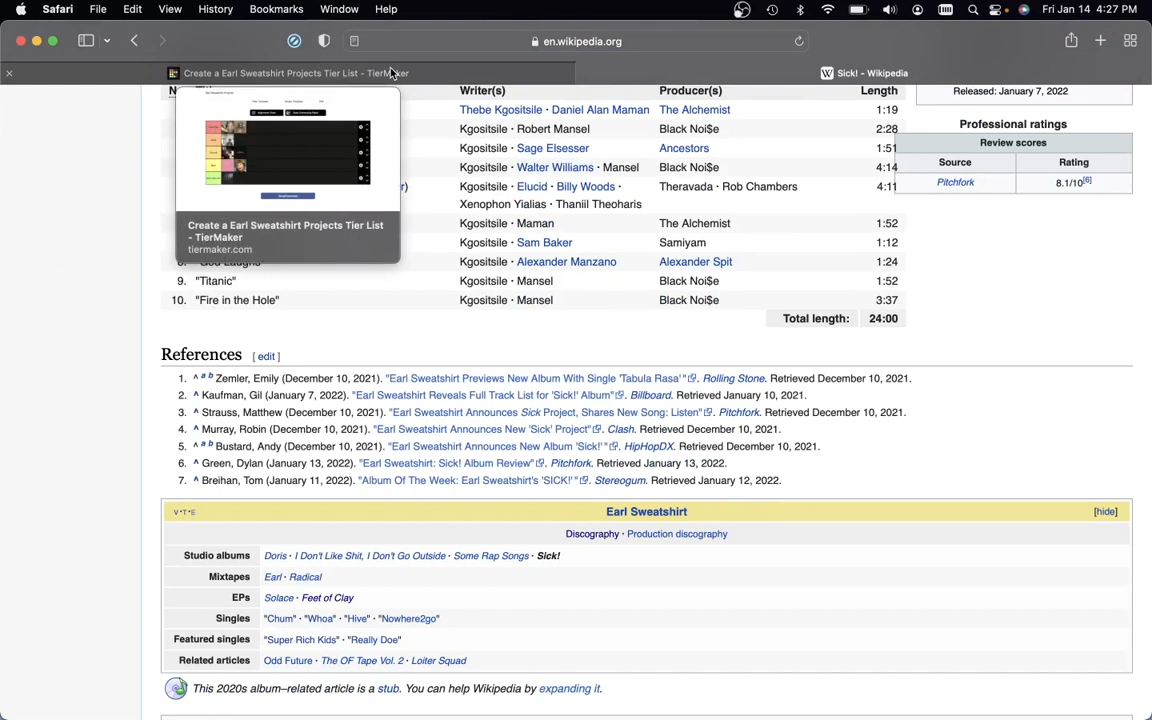 Safari File Edit View History Bookmarks Window Help Fri Jan 14 4:27 PM
en.wikipedia.org
Create a Earl Sweatshirt Projects Tier List - TierMaker
Sick! - Wikipedia
Writer(s) Producer(s) Length
Released: January 7, 2022
Thebe Kgositsile · Daniel Alan Maman The Alchemist 1:19
Professional ratings
Kgositsile · Robert Mansel Black Noi$e 2:28
Review scores
Kgositsile · Sage Elsesser Ancestors 1:51
Source Rating
Kgositsile · Walter Williams · Mansel Black Noi$e 4:14
Pitchfork 8.1/10[6]
r) Kgositsile · Elucid · Billy Woods · Theravada · Rob Chambers 4:11
Xenophon Yialias · Thaniil Theoharis
Create a Earl Sweatshirt Projects Tier List
- TierMaker
tiermaker.com
Kgositsile · Maman The Alchemist 1:52
Kgositsile · Sam Baker Samiyam 1:12
8. "God Laughs" Kgositsile · Alexander Manzano Alexander Spit 1:24
9. "Titanic" Kgositsile · Mansel Black Noi$e 1:52
10. "Fire in the Hole" Kgositsile · Mansel Black Noi$e 3:37
Total length: 24:00
References [ edit ]
1. ^ a b Zemler, Emily (December 10, 2021). "Earl Sweatshirt Previews New Album With Single 'Tabula Rasa' ". Rolling Stone. Retrieved December 10, 2021.
2. ^ Kaufman, Gil (January 7, 2022). "Earl Sweatshirt Reveals Full Track List for 'Sick!' Album". Billboard. Retrieved January 10, 2021.
3. ^ Strauss, Matthew (December 10, 2021). "Earl Sweatshirt Announces Sick Project, Shares New Song: Listen". Pitchfork. Retrieved December 10, 2021.
4. ^ Murray, Robin (December 10, 2021). "Earl Sweatshirt Announces New 'Sick' Project". Clash. Retrieved December 10, 2021.
5. ^ a b Bustard, Andy (December 10, 2021). "Earl Sweatshirt Announces New Album 'Sick!' ". HipHopDX. Retrieved December 10, 2021.
6. ^ Green, Dylan (January 13, 2022). "Earl Sweatshirt: Sick! Album Review". Pitchfork. Retrieved January 13, 2022.
7. ^ Breihan, Tom (January 11, 2022). "Album Of The Week: Earl Sweatshirt's 'SICK!' ". Stereogum. Retrieved January 12, 2022.
V·T·E Earl Sweatshirt [hide]
Discography · Production discography
Studio albums Doris · I Don't Like Shit, I Don't Go Outside · Some Rap Songs · Sick!
Mixtapes Earl · Radical
EPs Solace · Feet of Clay
Singles "Chum" · "Whoa" · "Hive" · "Nowhere2go"
Featured singles "Super Rich Kids" · "Really Doe"
Related articles Odd Future · The OF Tape Vol. 2 · Loiter Squad
This 2020s album–related article is a stub. You can help Wikipedia by expanding it.